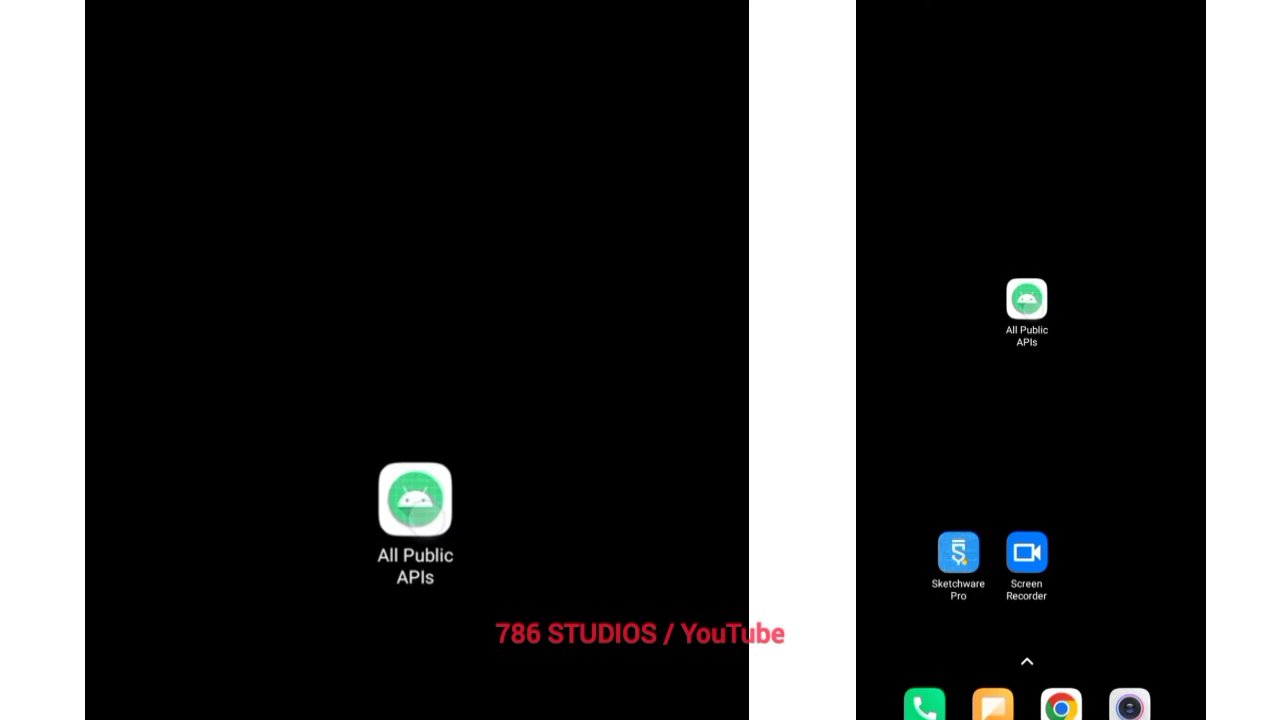 All Public
APIs
786 STUDIOS / YouTube
All Public
APIs
Sketchware
Pro
Screen
Recorder